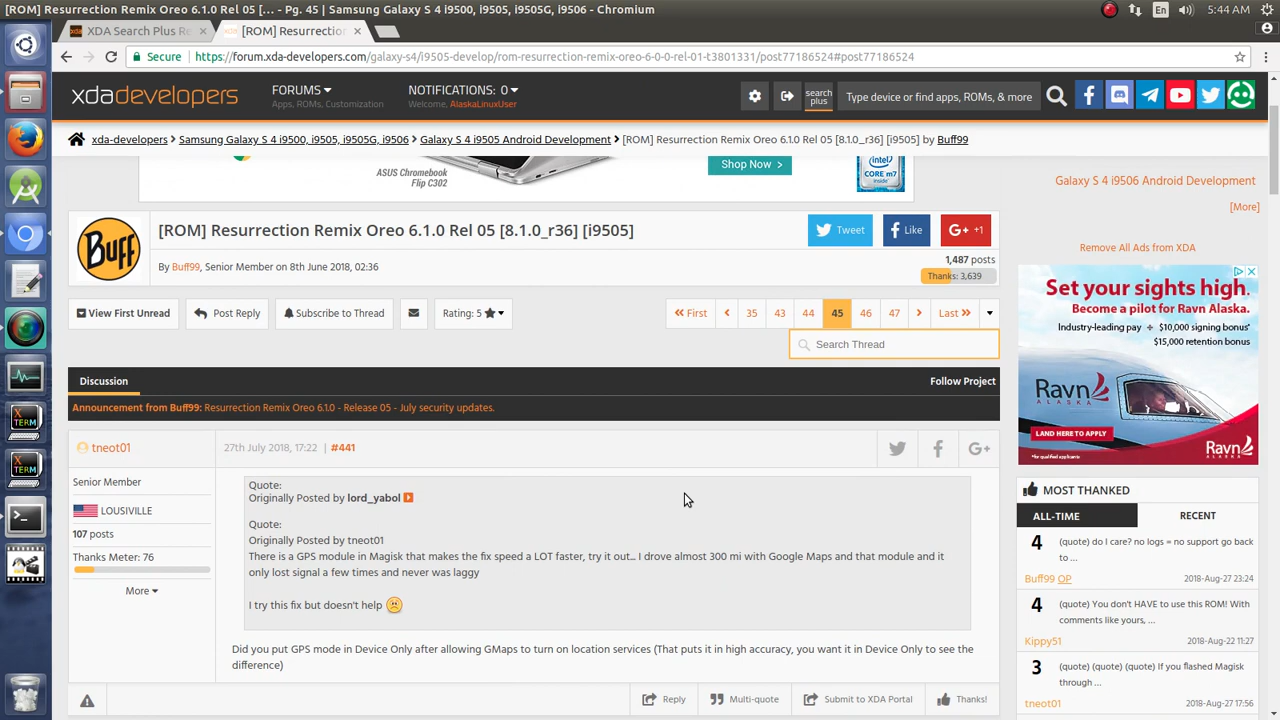 [ROM] Resurrection Remix Oreo 6.1.0 Rel 05 [... - Pg. 45 | Samsung Galaxy S 4 i9500, i9505, i9505G, i9506 - Chromium
En
5:44 AM
XDA Search Plus Re
[ROM] Resurrection
Secure
https://forum.xda-developers.com/galaxy-s4/i9505-develop/rom-resurrection-remix-oreo-6-0-0-rel-01-t3801331/post77186524#post77186524
xdadevelopers
FORUMS
Apps, ROMs, Customization
NOTIFICATIONS: 0
Welcome, AlaskaLinuxUser
search
plus
Type device or find apps, ROMs, & more
xda-developers
Samsung Galaxy S 4 i9500, i9505, i9505G, i9506
Galaxy S 4 i9505 Android Development
[ROM] Resurrection Remix Oreo 6.1.0 Rel 05 [8.1.0_r36] [i9505] by Buff99
ASUS Chromebook
Flip C302
Shop Now >
intel
CORE m7
inside
Galaxy S 4 i9506 Android Development
[More]
BUFF
[ROM] Resurrection Remix Oreo 6.1.0 Rel 05 [8.1.0_r36] [i9505]
By Buff99, Senior Member on 8th June 2018, 02:36
Tweet
Like
G+ +1
1,487 posts
Thanks: 3,639
Remove All Ads from XDA
View First Unread
Post Reply
Subscribe to Thread
Rating: 5
First
35
43
44
45
46
47
Last
Search Thread
Discussion
Follow Project
Announcement from Buff99: Resurrection Remix Oreo 6.1.0 - Release 05 - July security updates.
Set your sights high.
Become a pilot for Ravn Alaska.
Industry-leading pay + $10,000 signing bonus*
$15,000 retention bonus
Ravn
ALASKA
LAND HERE TO APPLY
*for qualified applicants
Ravn
ALASKA
tneot01
27th July 2018, 17:22 | #441
G+
Senior Member
LOUSIVILLE
107 posts
Thanks Meter: 76
More
Quote:
Originally Posted by lord_yabol
Quote:
Originally Posted by tneot01
There is a GPS module in Magisk that makes the fix speed a LOT faster, try it out... I drove almost 300 mi with Google Maps and that module and it
only lost signal a few times and never was laggy
I try this fix but doesn't help
Did you put GPS mode in Device Only after allowing GMaps to turn on location services (That puts it in high accuracy, you want it in Device Only to see the
difference)
Reply
Multi-quote
Submit to XDA Portal
Thanks!
MOST THANKED
ALL-TIME
RECENT
4
(quote) do I care? no logs = no support go back
to ...
Buff99 OP
2018-Aug-27 23:24
4
(quote) You don't HAVE to use this ROM! With
comments like yours, ...
Kippy51
2018-Aug-22 11:27
3
(quote) (quote) (quote) If you flashed Magisk
through ...
tneot01
2018-Aug-27 17:56
X
TERM
X
TERM